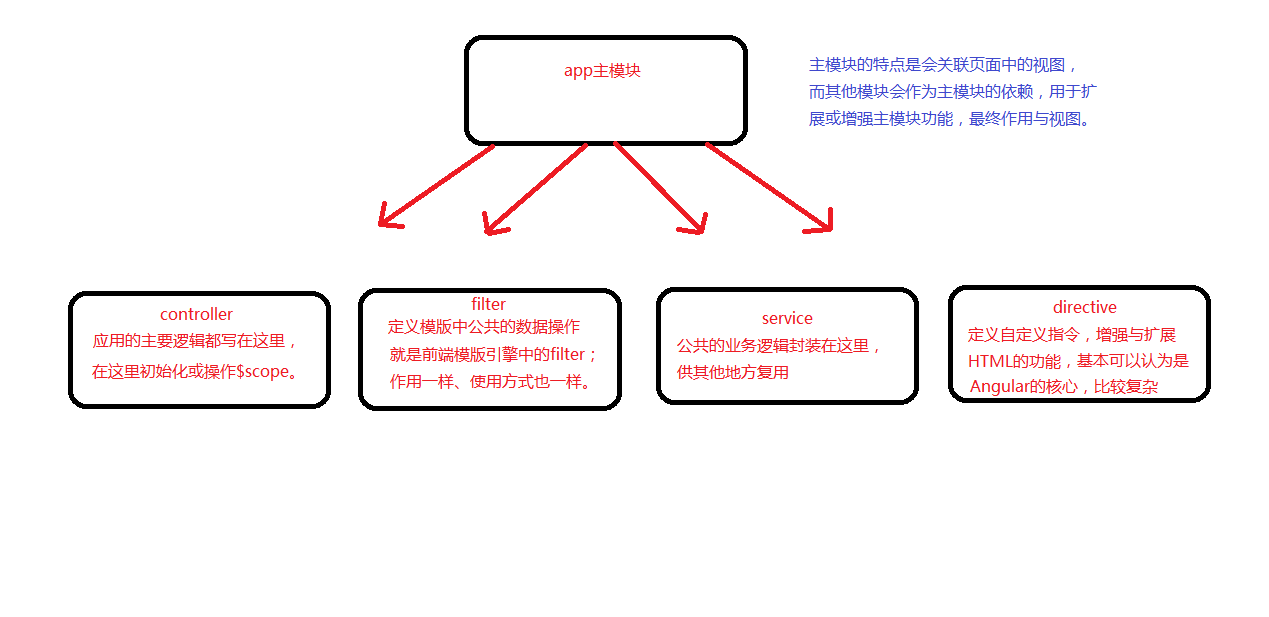 app主模块
主模块的特点是会关联页面中的视图，
而其他模块会作为主模块的依赖，用于扩
展或增强主模块功能，最终作用与视图。
controller
应用的主要逻辑都写在这里，
在这里初始化或操作$scope。
filter
定义模版中公共的数据操作
就是前端模版引擎中的filter；
作用一样、使用方式也一样。
service
公共的业务逻辑封装在这里，
供其他地方复用
directive
定义自定义指令，增强与扩展
HTML的功能，基本可以认为是
Angular的核心，比较复杂